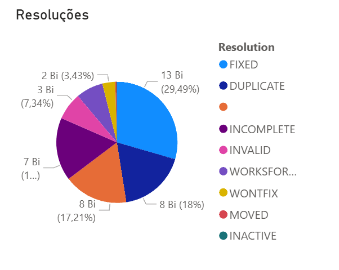 Resoluções
Resolution
FIXED
DUPLICATE
INCOMPLETE
INVALID
WORKSFOR...
WONTFIX
MOVED
INACTIVE
13 Bi
(29,49%)
8 Bi (18%)
8 Bi
(17,21%)
7 Bi
(1...)
3 Bi
(7,34%)
2 Bi (3,43%)